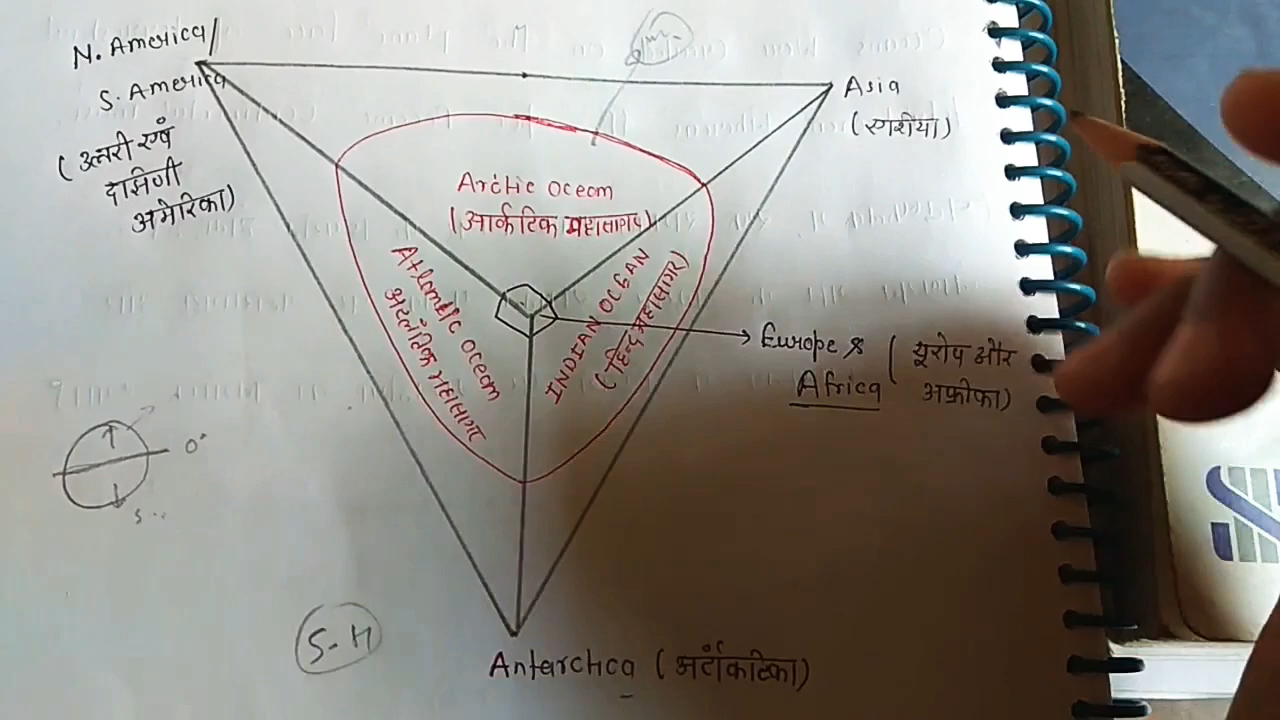 N. America/
S. America
(उत्तरी एवं
दक्षिणी
अमेरिका)
Asia
(एशिया)
Arctic ocean
(आर्कटिक महासागर)
Atlantic ocean
अटलांटिक महासागर
INDIAN OCEAN
(हिन्द महासागर)
Europe &
Africa
(यूरोप और
अफ्रीका)
0°
S
S-H
Antarctica (अंटार्कटिका)